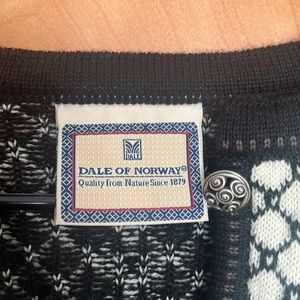 DALE
DALE OF NORWAY®
Quality from Nature Since 1879